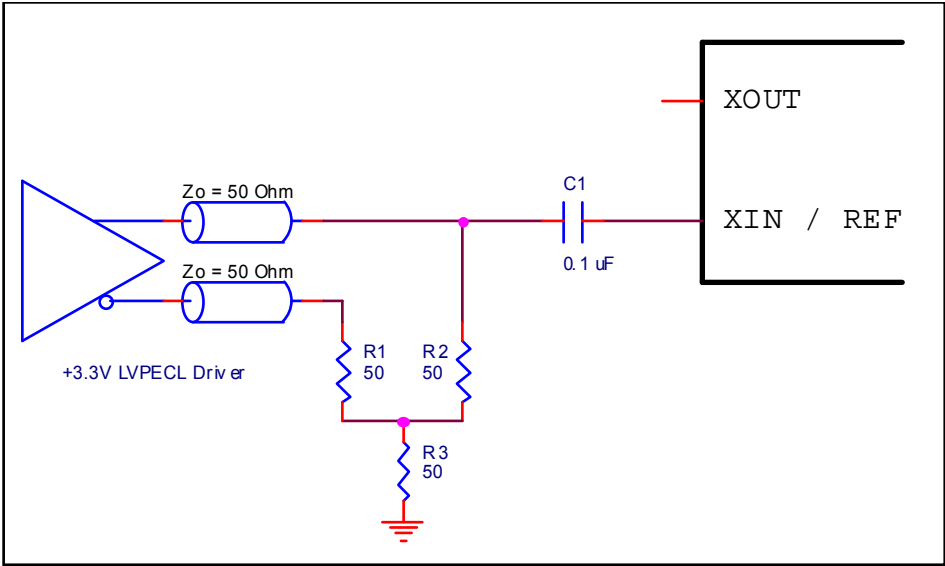 XOUT
Zo = 50 Ohm
C1
XIN / REF
0.1 uF
Zo = 50 Ohm
+3.3V LVPECL Driver
R1
50
R2
50
R3
50